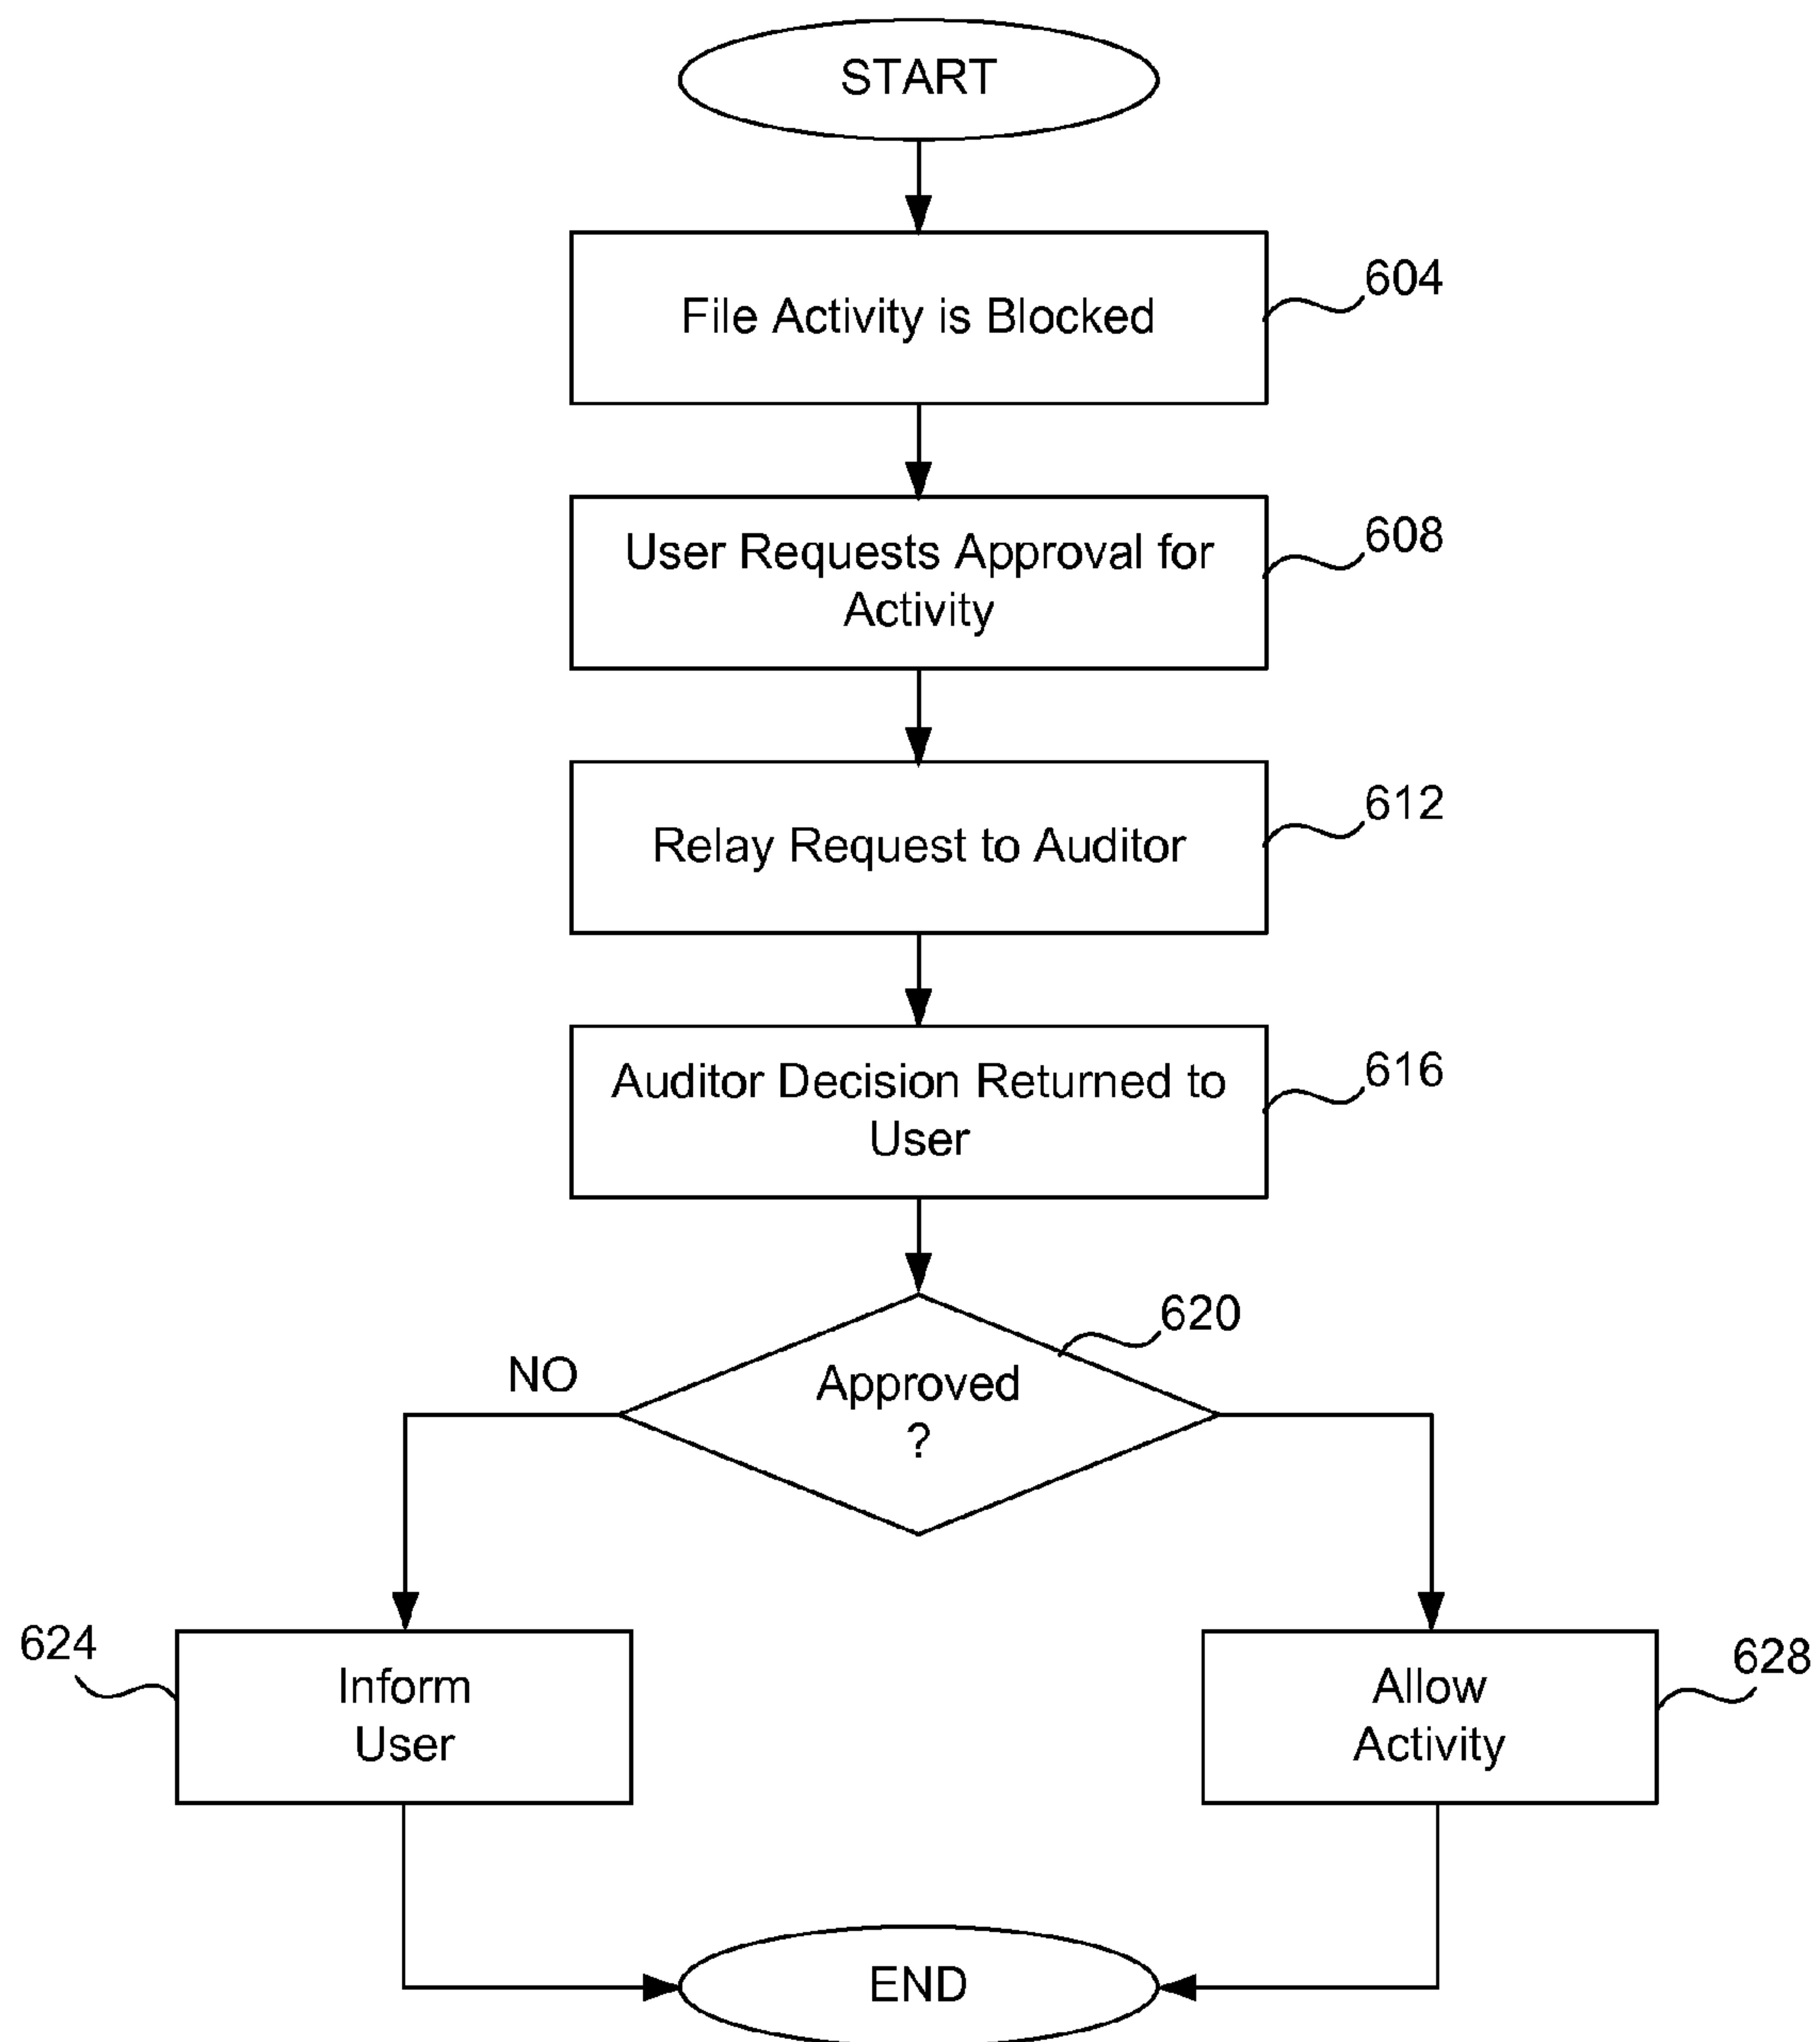 START
File Activity is Blocked
604
User Requests Approval for
Activity
608
Relay Request to Auditor
612
Auditor Decision Returned to
User
616
620
NO
Approved
?
624
Inform
User
Allow
Activity
628
END